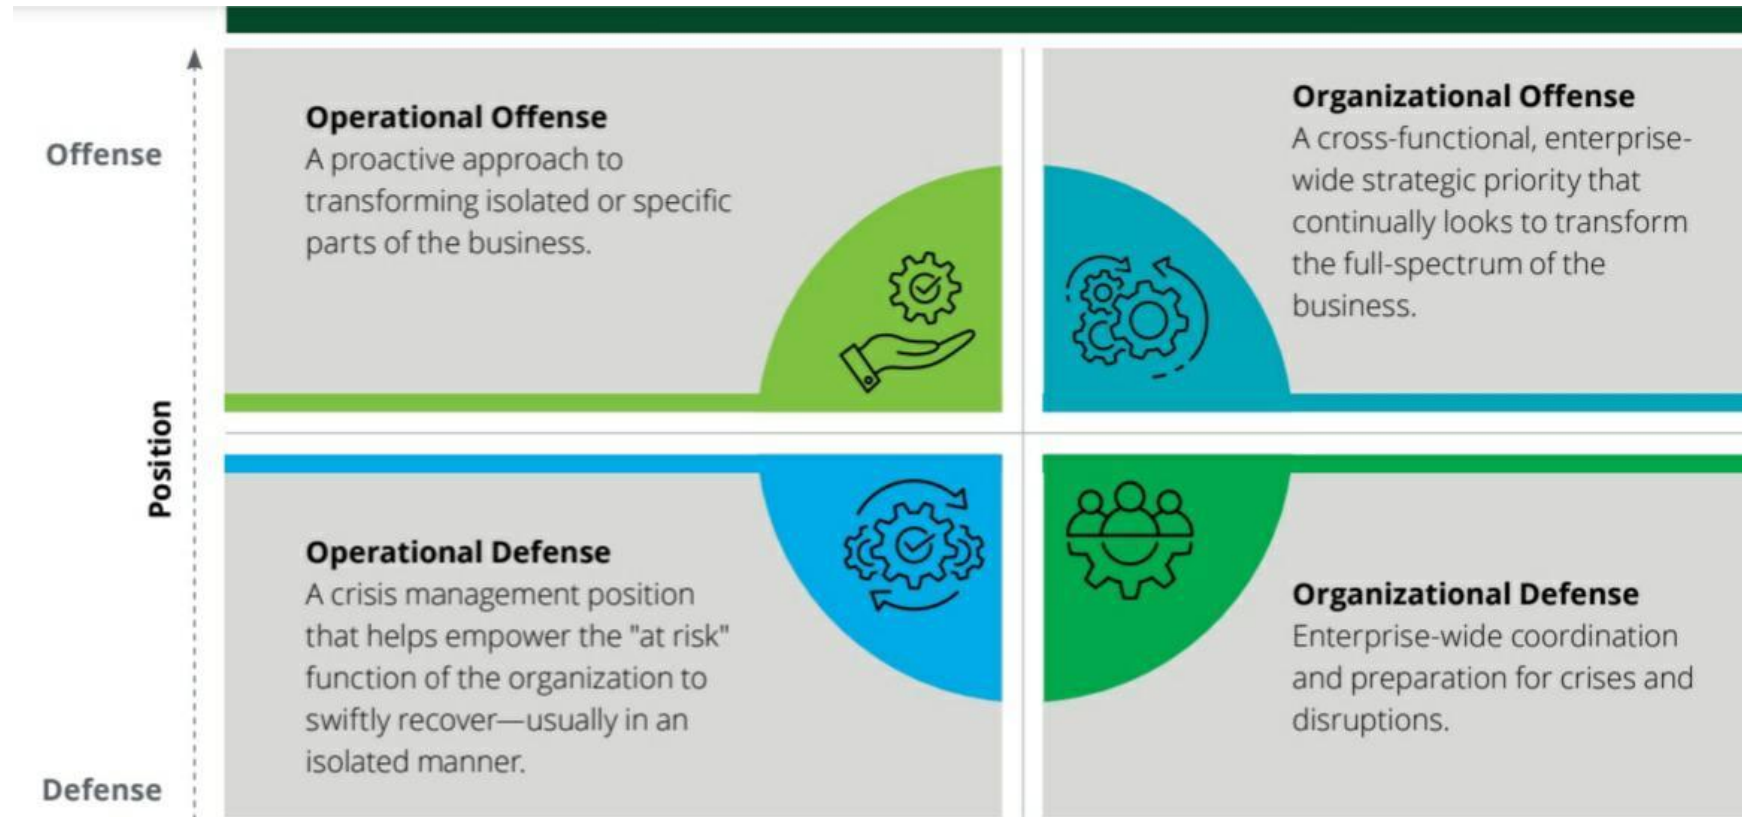 Offense
Position
Defense
Operational Offense
A proactive approach to
transforming isolated or specific
parts of the business.
Organizational Offense
A cross-functional, enterprise-
wide strategic priority that
continually looks to transform
the full-spectrum of the
business.
Operational Defense
A crisis management position
that helps empower the "at risk"
function of the organization to
swiftly recover—usually in an
isolated manner.
Organizational Defense
Enterprise-wide coordination
and preparation for crises and
disruptions.